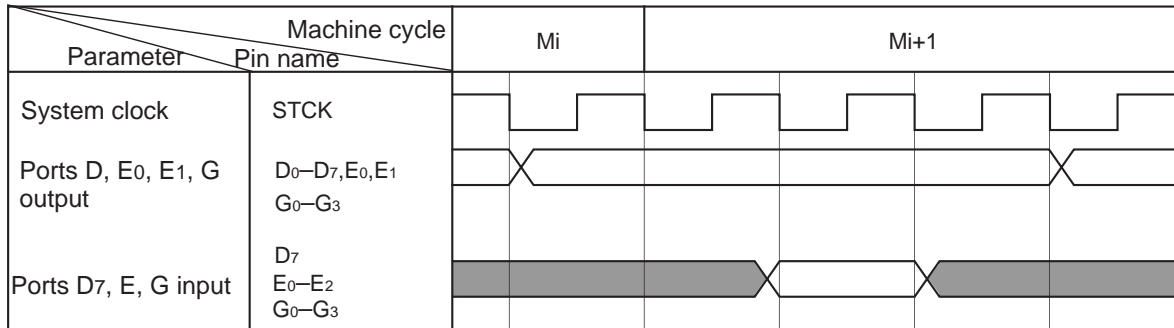 Machine cycle
Parameter Pin name
Mi
Mi+1
System clock
STCK
Ports D, E0, E1, G
output
D0–D7,E0,E1
G0–G3
Ports D7, E, G input
D7
E0–E2
G0–G3